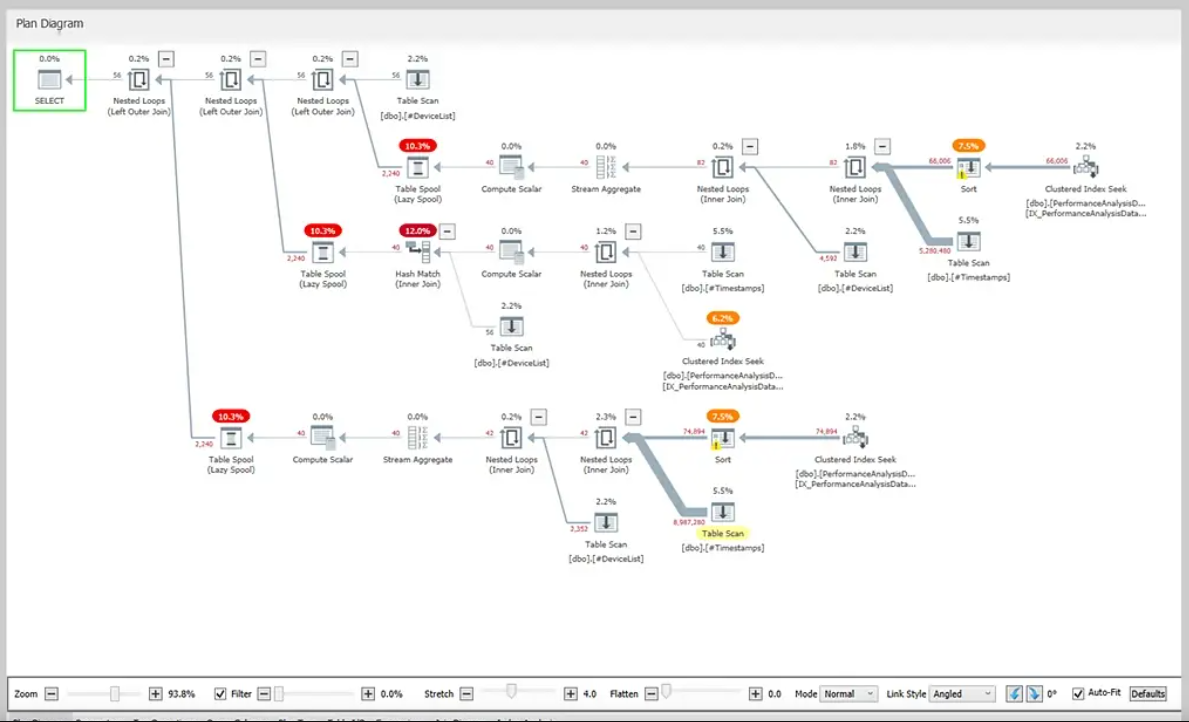 Plan Diagram
0.0%
SELECT
56
0.2%
Nested Loops
(Left Outer Join)
56
0.2%
Nested Loops
(Left Outer Join)
56
0.2%
Nested Loops
(Left Outer Join)
56
2.2%
Table Scan
[dbo].[#DeviceList]
10.3%
2,240
Table Spool
(Lazy Spool)
40
0.0%
Compute Scalar
40
0.0%
Stream Aggregate
82
0.2%
Nested Loops
(Inner Join)
82
1.8%
Nested Loops
(Inner Join)
66,006
7.5%
Sort
66,006
2.2%
Clustered Index Seek
[dbo].[PerformanceAnalysisD...
[IX_PerformanceAnalysisData...
5.5%
5,280,480
Table Scan
[dbo].[#Timestamps]
2.2%
4,592
Table Scan
[dbo].[#DeviceList]
10.3%
2,240
Table Spool
(Lazy Spool)
12.0%
40
Hash Match
(Inner Join)
0.0%
40
Compute Scalar
1.2%
40
Nested Loops
(Inner Join)
5.5%
Table Scan
[dbo].[#Timestamps]
2.2%
56
Table Scan
[dbo].[#DeviceList]
6.2%
40
Clustered Index Seek
[dbo].[PerformanceAnalysisD...
[IX_PerformanceAnalysisData...
10.3%
2,240
Table Spool
(Lazy Spool)
0.0%
40
Compute Scalar
0.0%
40
Stream Aggregate
0.2%
42
Nested Loops
(Inner Join)
2.3%
42
Nested Loops
(Inner Join)
7.5%
74,894
Sort
2.2%
74,894
Clustered Index Seek
[dbo].[PerformanceAnalysisD...
[IX_PerformanceAnalysisData...
2.2%
2,352
Table Scan
[dbo].[#DeviceList]
5.5%
8,987,280
Table Scan
[dbo].[#Timestamps]
Zoom 93.8% Filter 0.0% Stretch 4.0 Flatten 0.0 Mode Normal Link Style Angled 0° Auto-Fit Defaults